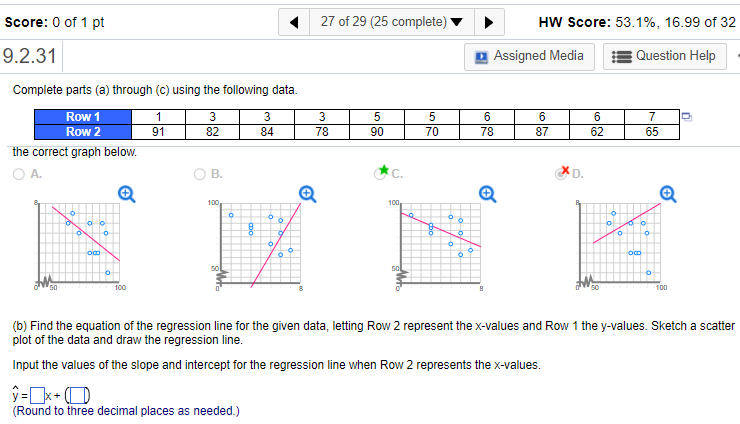 Score: 0 of 1 pt
27 of 29 (25 complete)
HW Score: 53.1%, 16.99 of 32
9.2.31
Assigned Media
Question Help
Complete parts (a) through (c) using the following data.
Row 1 1 3 3 3 5 5 6 6 6 7
Row 2 91 82 84 78 90 70 78 87 62 65
the correct graph below.
A.
B.
C.
D.
8
0 50 100
100
50
0 8
100
50
0 8
8
0 50 100
(b) Find the equation of the regression line for the given data, letting Row 2 represent the x-values and Row 1 the y-values. Sketch a scatter
plot of the data and draw the regression line.
Input the values of the slope and intercept for the regression line when Row 2 represents the x-values.
ŷ = x + ( )
(Round to three decimal places as needed.)